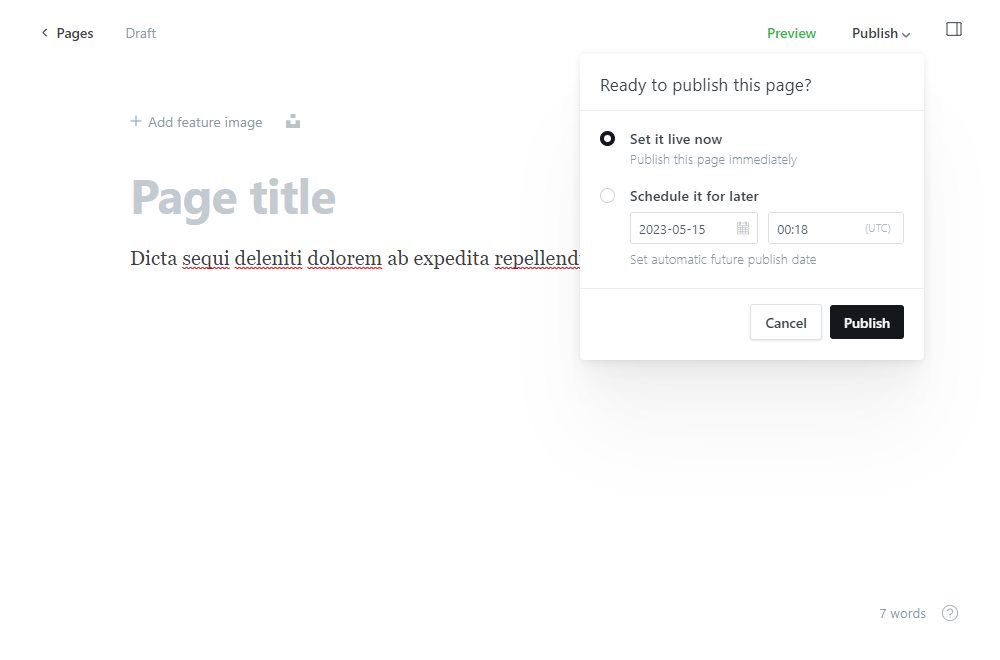 Pages Draft Preview Publish
Ready to publish this page?
Add feature image
Set it live now
Publish this page immediately
Page title
Schedule it for later
2023-05-15 00:18 (UTC)
Dicta sequi deleniti dolorem ab expedita
Set automatic future publish date
Cancel Publish
7 words